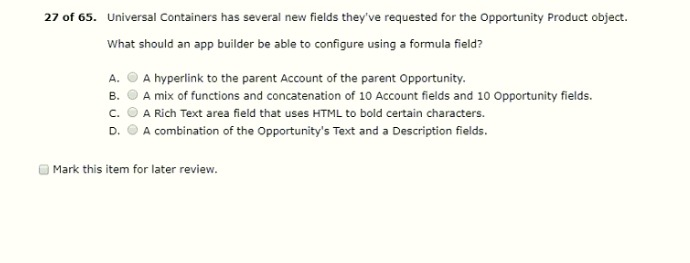 27 of 65. Universal Containers has several new fields they've requested for the Opportunity Product object.
What should an app builder be able to configure using a formula field?
A. A hyperlink to the parent Account of the parent Opportunity.
B. A mix of functions and concatenation of 10 Account fields and 10 Opportunity fields.
C. A Rich Text area field that uses HTML to bold certain characters.
D. A combination of the Opportunity's Text and a Description fields.
Mark this item for later review.